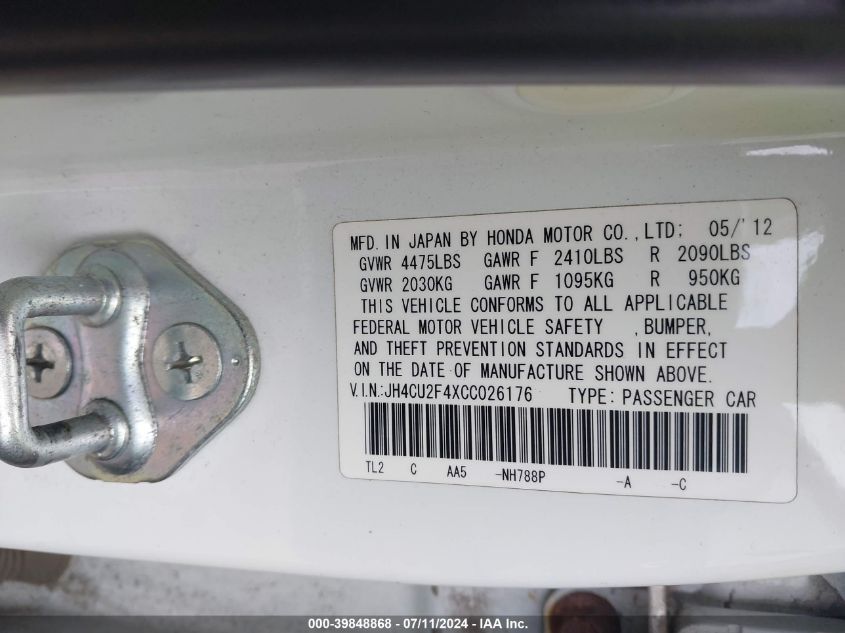 MFD. IN JAPAN BY HONDA MOTOR CO.,LTD; 05/'12
GVWR 4475LBS GAWR F 2410LBS R 2090LBS
GVWR 2030KG GAWR F 1095KG R 950KG
THIS VEHICLE CONFORMS TO ALL APPLICABLE
FEDERAL MOTOR VEHICLE SAFETY ,BUMPER,
AND THEFT PREVENTION STANDARDS IN EFFECT
ON THE DATE OF MANUFACTURE SHOWN ABOVE.
V.I.N.:JH4CU2F4XCC026176 TYPE: PASSENGER CAR
TL2 C AA5 -NH788P -A -C
000-39848868 - 07/11/2024 - IAA Inc.